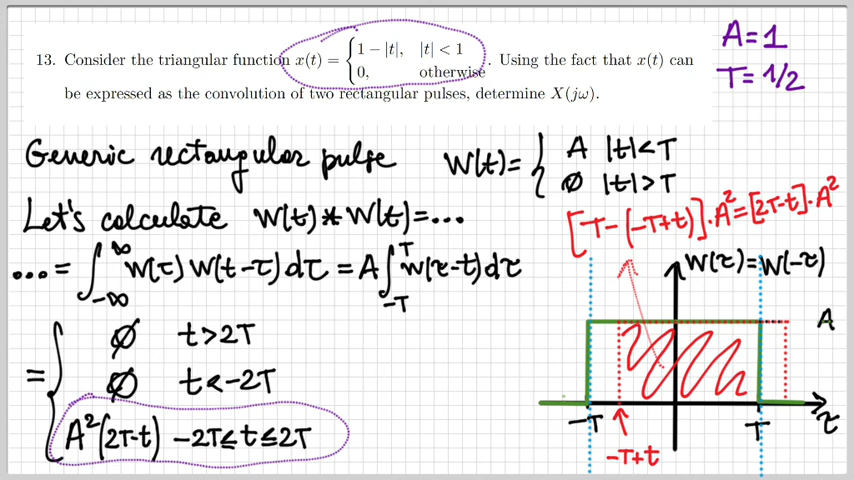 13. Consider the triangular function x(t) = { 1 − |t|, |t| < 1
0, otherwise
. Using the fact that x(t) can
be expressed as the convolution of two rectangular pulses, determine X(jω).
A=1
T=1/2
Generic rectangular pulse W(t)= { A |t|<T
∅ |t|>T
Let's calculate W(t)*W(t)=...
[T-(-T+t)]·A²=[2T-t]·A²
...= ∫_{-∞}^{∞} W(τ)W(t-τ)dτ = A∫_{-T}^{T} W(τ-t)dτ
W(τ)=W(-τ)
= { ∅ t>2T
∅ t<-2T
A²(2T-t) -2T≤t≤2T
A
-T
T
τ
-T+t